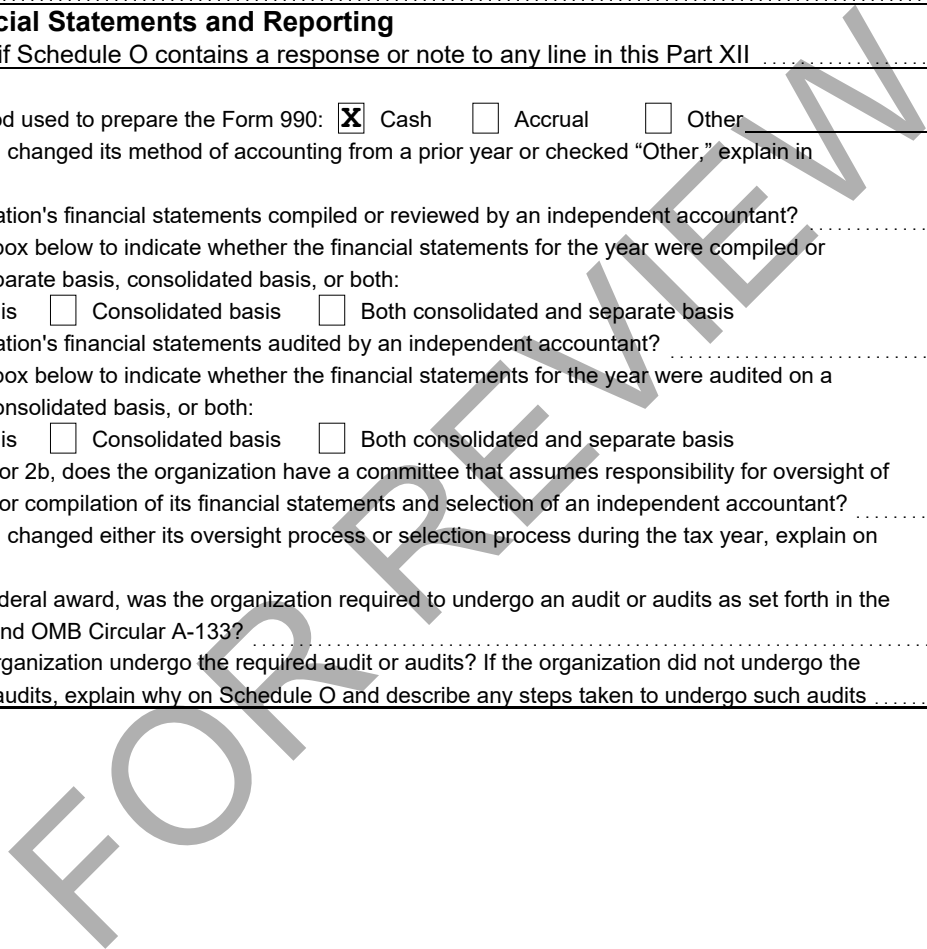 cial Statements and Reporting
if Schedule O contains a response or note to any line in this Part XII
od used to prepare the Form 990: X Cash Accrual Other
changed its method of accounting from a prior year or checked “Other,” explain in
ation's financial statements compiled or reviewed by an independent accountant?
box below to indicate whether the financial statements for the year were compiled or
parate basis, consolidated basis, or both:
is Consolidated basis Both consolidated and separate basis
ation's financial statements audited by an independent accountant?
box below to indicate whether the financial statements for the year were audited on a
onsolidated basis, or both:
is Consolidated basis Both consolidated and separate basis
or 2b, does the organization have a committee that assumes responsibility for oversight of
or compilation of its financial statements and selection of an independent accountant?
changed either its oversight process or selection process during the tax year, explain on
deral award, was the organization required to undergo an audit or audits as set forth in the
nd OMB Circular A-133?
rganization undergo the required audit or audits? If the organization did not undergo the
audits, explain why on Schedule O and describe any steps taken to undergo such audits
FOR REVIEW